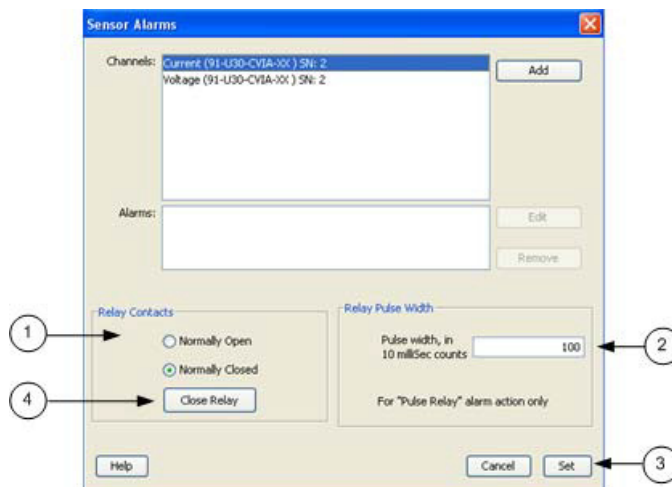 Sensor Alarms
Channels:
Current (91-U30-CVIA-XX ) SN: 2
Voltage (91-U30-CVIA-XX ) SN: 2
Add
Alarms:
Edit
Remove
Relay Contacts
Normally Open
Normally Closed
Close Relay
Relay Pulse Width
Pulse width, in
10 milliSec counts
100
For "Pulse Relay" alarm action only
Help
Cancel
Set
1
2
3
4